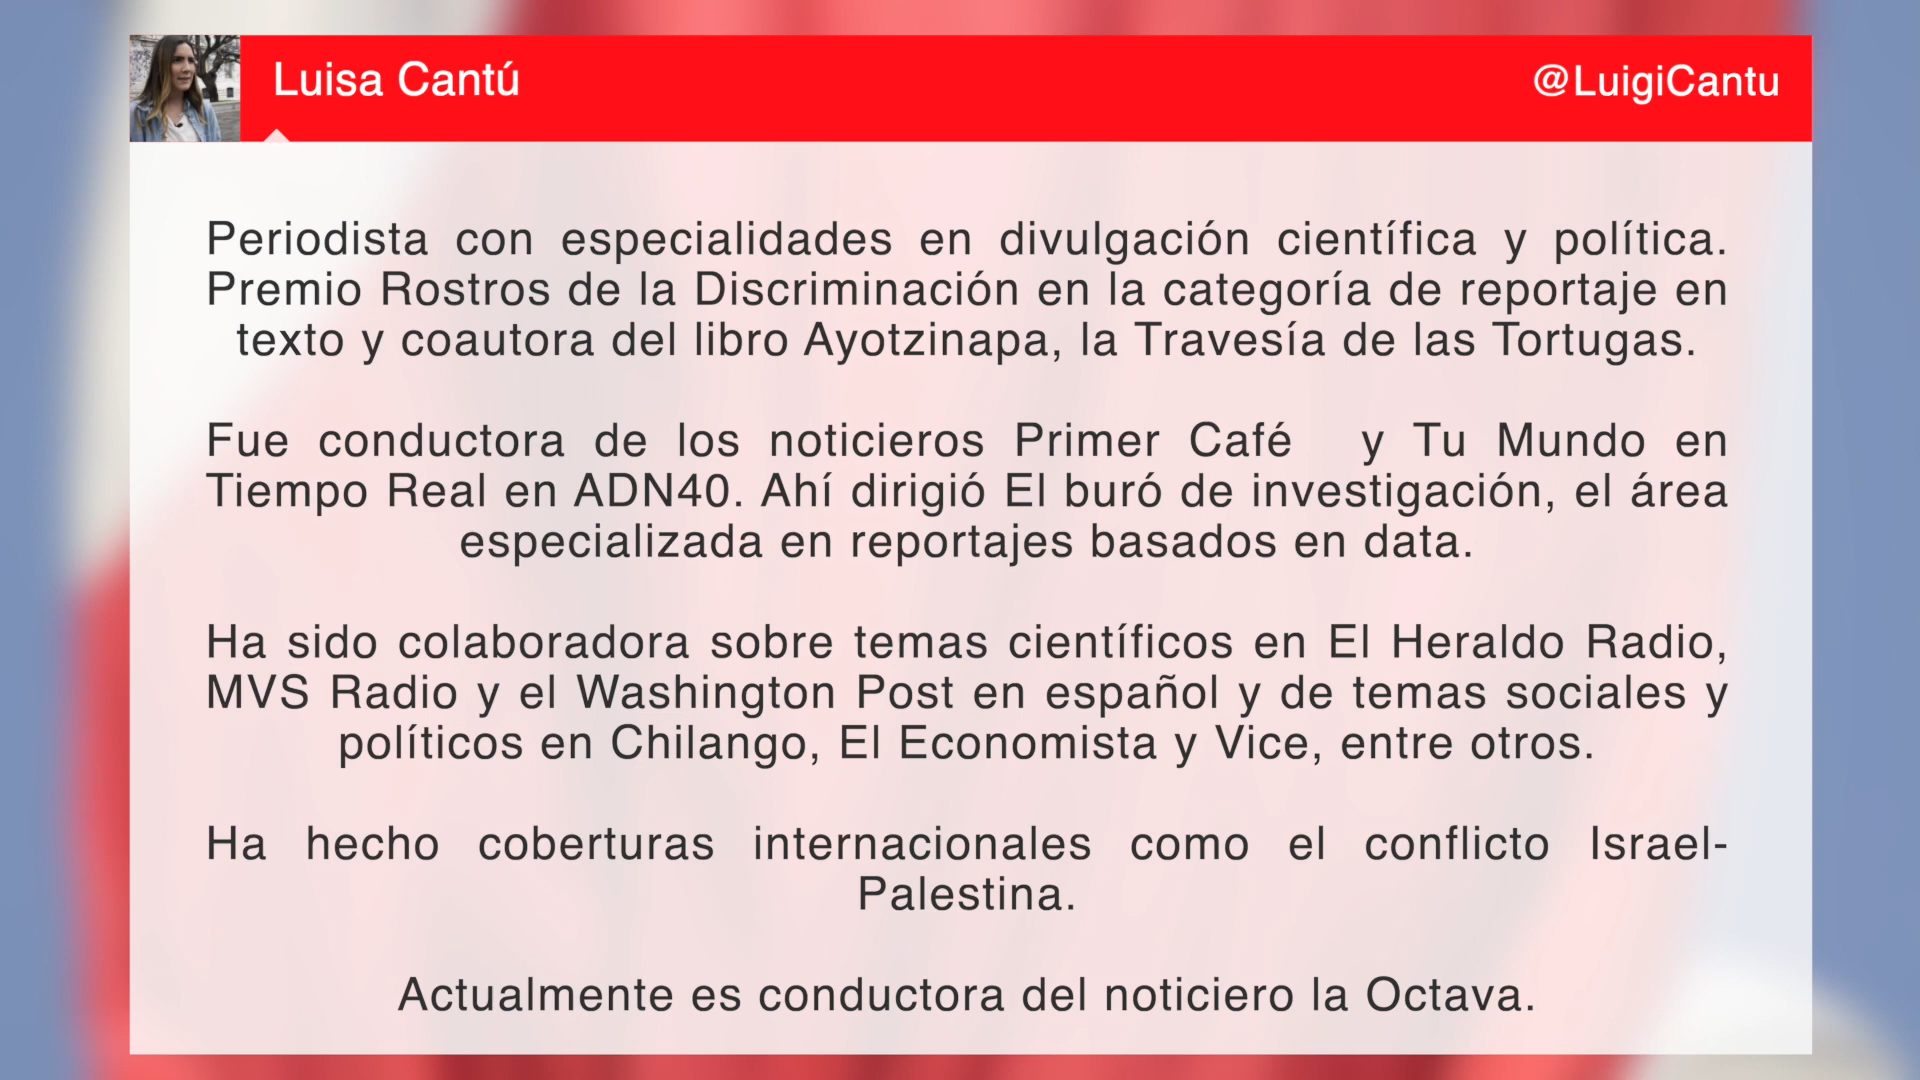 Luisa Cantú
@LuigiCantu
Periodista con especialidades en divulgación científica y política.
Premio Rostros de la Discriminación en la categoría de reportaje en
texto y coautora del libro Ayotzinapa, la Travesía de las Tortugas.
Fue conductora de los noticieros Primer Café y Tu Mundo en
Tiempo Real en ADN40. Ahí dirigió El buró de investigación, el área
especializada en reportajes basados en data.
Ha sido colaboradora sobre temas científicos en El Heraldo Radio,
MVS Radio y el Washington Post en español y de temas sociales y
políticos en Chilango, El Economista y Vice, entre otros.
Ha hecho coberturas internacionales como el conflicto Israel-
Palestina.
Actualmente es conductora del noticiero la Octava.